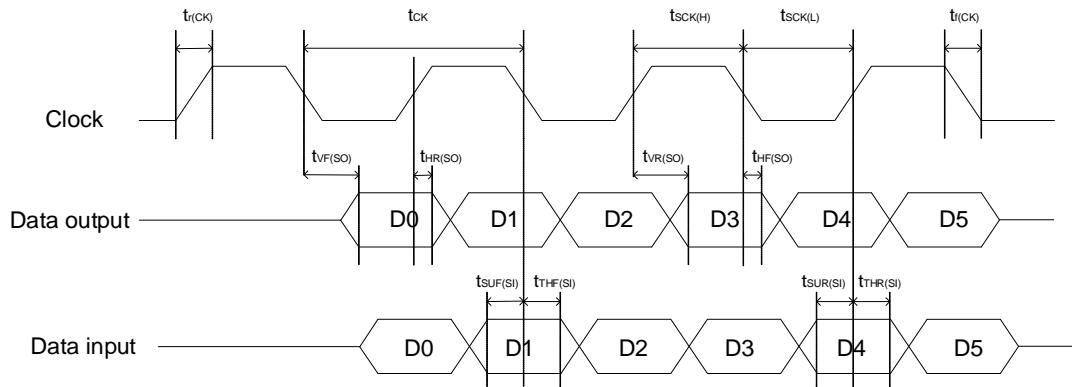 tr(CK) tCK tSCK(H) tSCK(L) tf(CK)
Clock
tVF(SO) tHR(SO) tVR(SO) tHF(SO)
Data output D0 D1 D2 D3 D4 D5
tSUF(SI) tTHF(SI) tSUR(SI) tTHR(SI)
Data input D0 D1 D2 D3 D4 D5